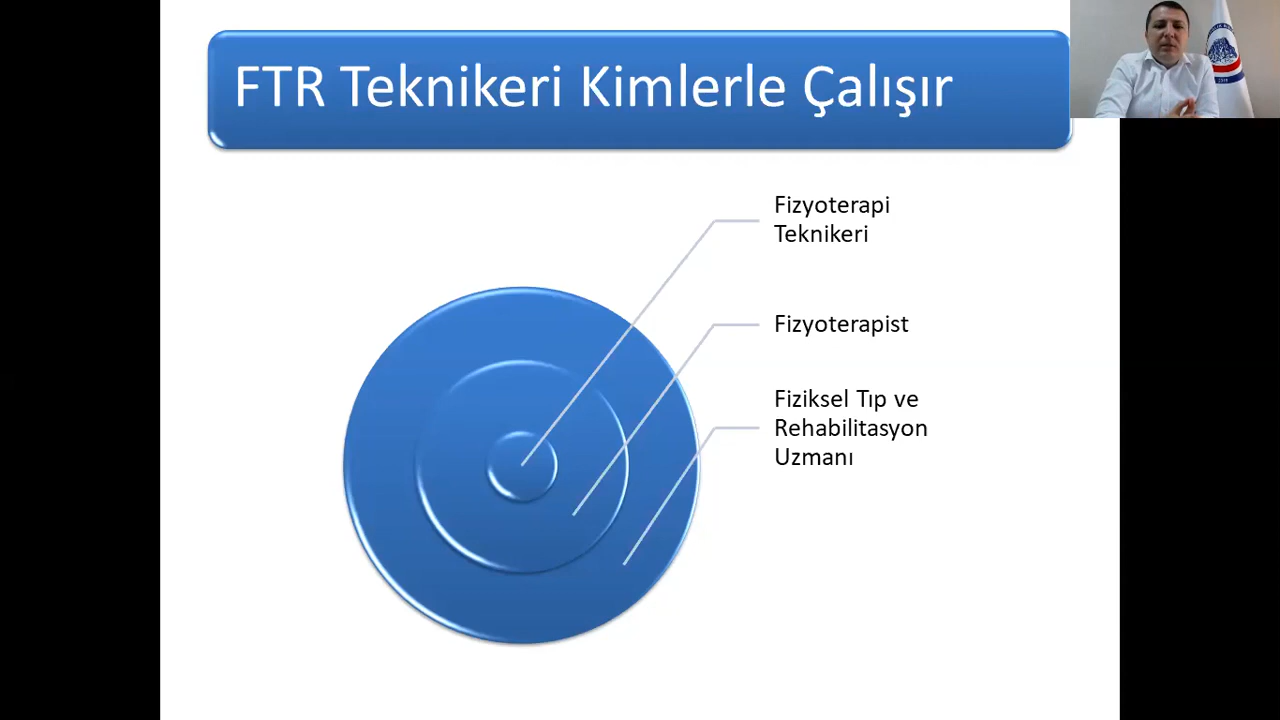 FTR Teknikeri Kimlerle Çalışır
Fizyoterapi
Teknikeri
Fizyoterapist
Fiziksel Tıp ve
Rehabilitasyon
Uzmanı